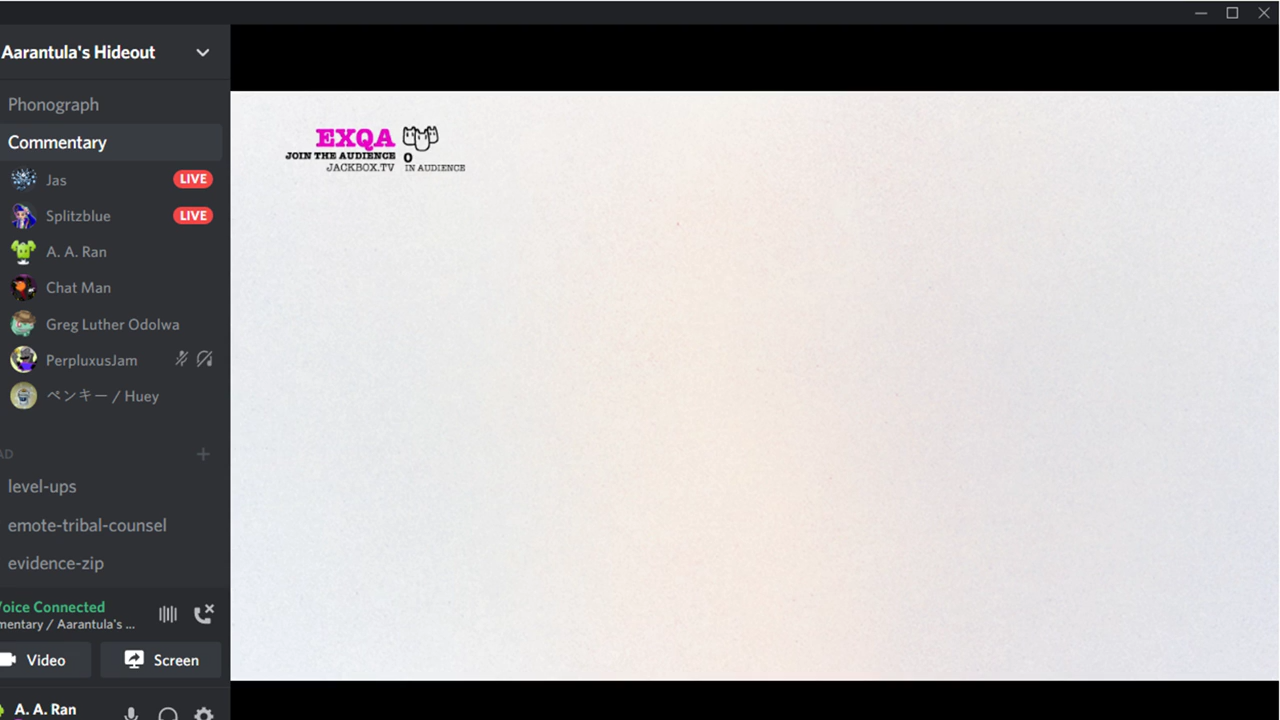 Aarantula's Hideout
Phonograph
Commentary
Jas LIVE
Splitzblue LIVE
A. A. Ran
Chat Man
Greg Luther Odolwa
PerpluxusJam
ペンキー / Huey
AD
level-ups
emote-tribal-counsel
evidence-zip
Voice Connected
mentary / Aarantula's ...
Video Screen
A. A. Ran
EXQA
JOIN THE AUDIENCE 0
JACKBOX.TV IN AUDIENCE